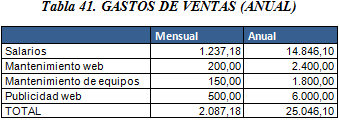 Tabla 41. GASTOS DE VENTAS (ANUAL)
Mensual Anual
Salarios 1.237,18 14.846,10
Mantenimiento web 200,00 2.400,00
Mantenimiento de equipos 150,00 1.800,00
Publicidad web 500,00 6.000,00
TOTAL 2.087,18 25.046,10